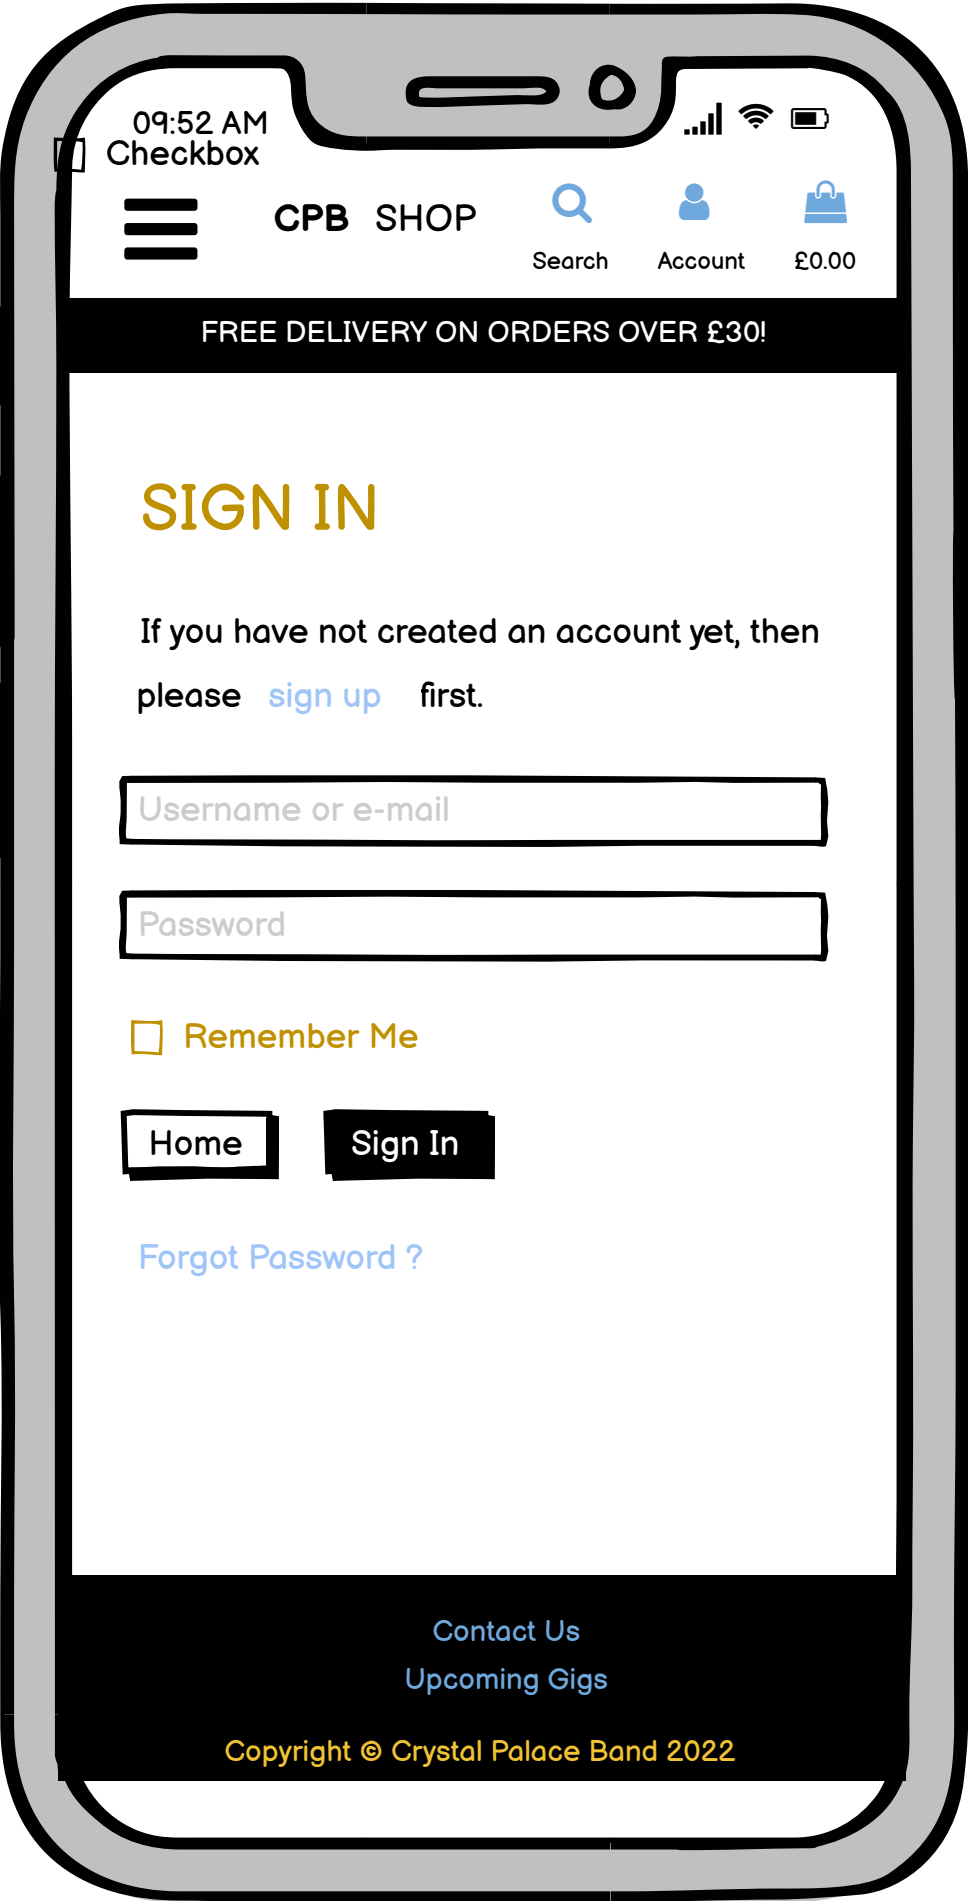 09:52 AM
Checkbox
CPB SHOP
Search Account £0.00
FREE DELIVERY ON ORDERS OVER £30!
SIGN IN
If you have not created an account yet, then
please sign up first.
Username or e-mail
Password
Remember Me
Home Sign In
Forgot Password ?
Contact Us
Upcoming Gigs
Copyright © Crystal Palace Band 2022